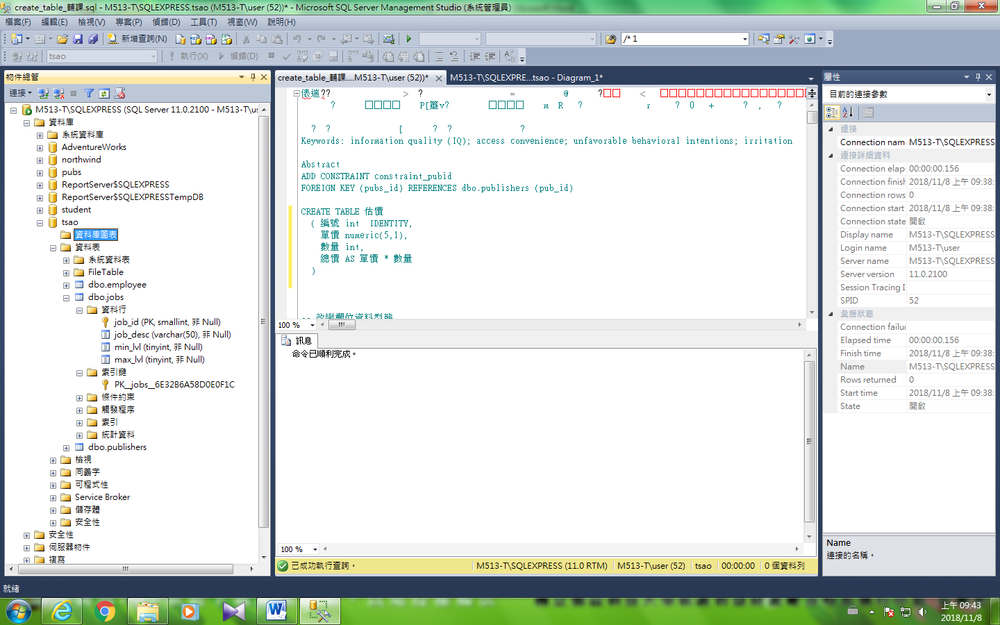 create_table_輔課.sql - M513-T\SQLEXPRESS.tsao (M513-T\user (52))* - Microsoft SQL Server Management Studio (系統管理員)
檔案(F) 編輯(E) 檢視(V) 專案(P) 偵錯(D) 工具(T) 視窗(W) 說明(H)
新增查詢(N) /* 1
tsao ! 執行(X) 偵錯(D)
物件總管
連接
M513-T\SQLEXPRESS (SQL Server 11.0.2100 - M513-T\us
資料庫
系統資料庫
AdventureWorks
northwind
pubs
ReportServer$SQLEXPRESS
ReportServer$SQLEXPRESSTempDB
student
tsao
資料庫圖表
資料表
系統資料表
FileTable
dbo.employee
dbo.jobs
資料行
job_id (PK, smallint, 非 Null)
job_desc (varchar(50), 非 Null)
min_lvl (tinyint, 非 Null)
max_lvl (tinyint, 非 Null)
索引鍵
PK__jobs__6E32B6A58D0E0F1C
條件約束
觸發程序
索引
統計資料
dbo.publishers
檢視
同義字
可程式性
Service Broker
儲存體
安全性
安全性
伺服器物件
複寫
create_table_輔課....M513-T\user (52))* M513-T\SQLEXPRE...tsao - Diagram_1*
?? > ? = @ ? <
? P[ v? m R ? r ? 0 + ? , ?
? ? [ ? ? ?
Keywords: information quality (IQ); access convenience; unfavorable behavioral intentions; irritation
Abstract
ADD CONSTRAINT constraint_pubid
FOREIGN KEY (pubs_id) REFERENCES dbo.publishers (pub_id)
CREATE TABLE 估價
( 編號 int IDENTITY,
單價 numeric(5,1),
數量 int,
總價 AS 單價 * 數量
)
-- 改變欄位資料型態
100 %
訊息
命令已順利完成。
100 %
已成功執行查詢。 M513-T\SQLEXPRESS (11.0 RTM) M513-T\user (52) tsao 00:00:00 0 個資料列
屬性
目前的連接參數
連接
Connection nam M513-T\SQLEXPRESS
連接詳細資料
Connection elap 00:00:00.156
Connection finish 2018/11/8 上午 09:38:
Connection rows 0
Connection start 2018/11/8 上午 09:38:
Connection state 開啟
Display name M513-T\SQLEXPRESS
Login name M513-T\user
Server name M513-T\SQLEXPRESS
Server version 11.0.2100
Session Tracing I
SPID 52
彙總狀態
Connection failur
Elapsed time 00:00:00.156
Finish time 2018/11/8 上午 09:38:
Name M513-T\SQLEXPRESS
Rows returned 0
Start time 2018/11/8 上午 09:38:
State 開啟
Name
連接的名稱。
就緒
上午 09:43
2018/11/8